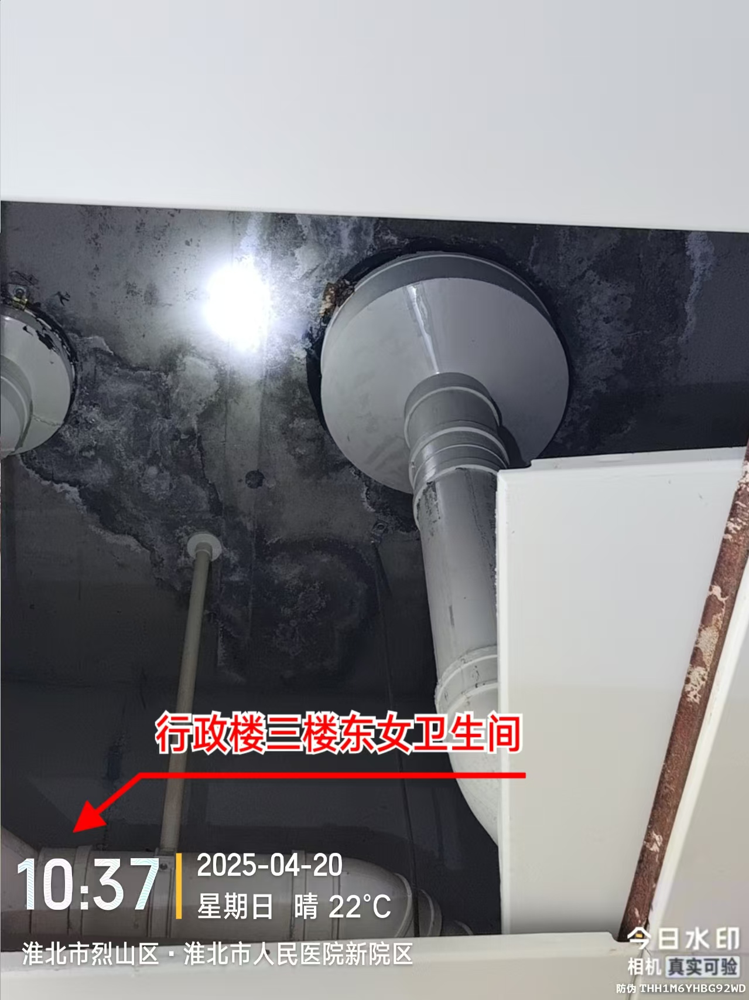 行政楼三楼东女卫生间
10:37
2025-04-20
星期日 晴 22°C
淮北市烈山区·淮北市人民医院新院区
今日水印
相机 真实可验
防伪 THH1M6YHBG92WD